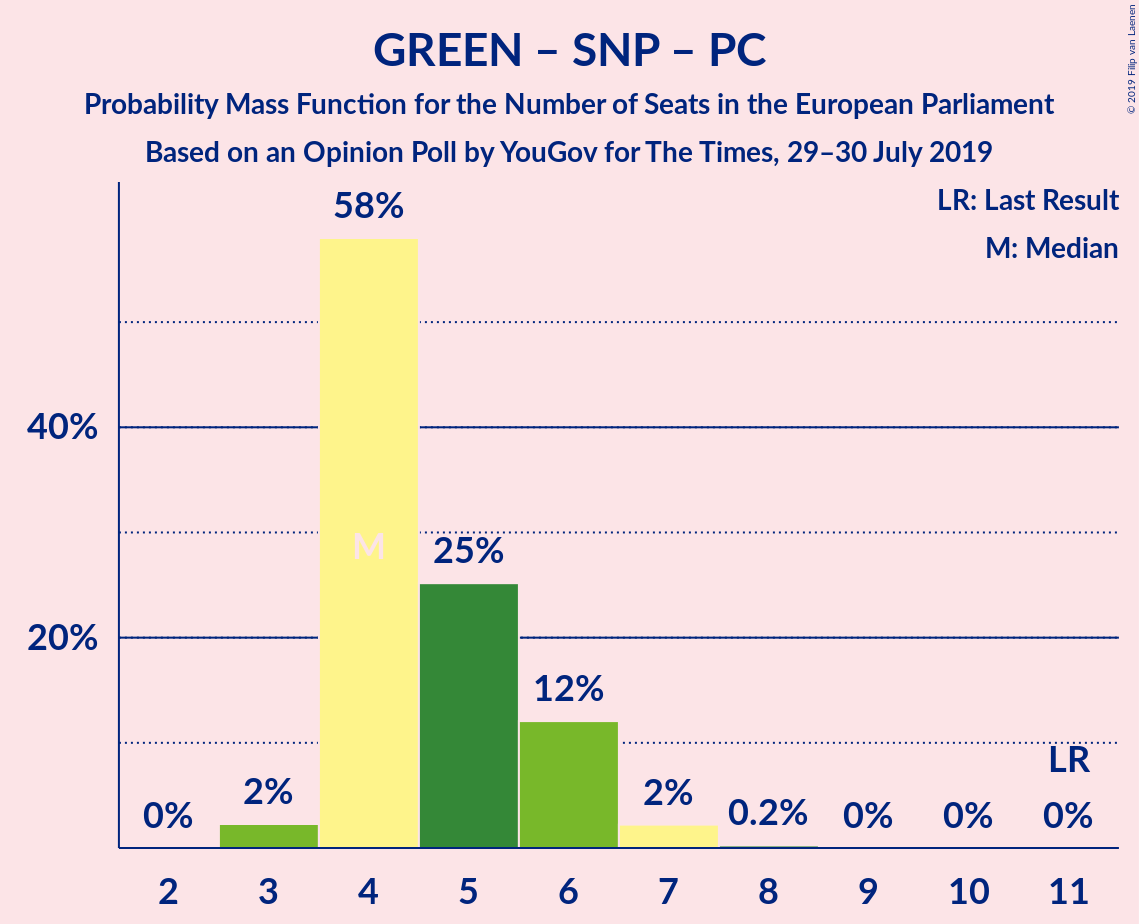 © 2019 Filip van Laenen
GREEN – SNP – PC
Probability Mass Function for the Number of Seats in the European Parliament
Based on an Opinion Poll by YouGov for The Times, 29–30 July 2019
LR: Last Result
M: Median
58%
40%
M
25%
20%
12%
LR
0%
2%
2%
0.2%
0%
0%
0%
2 3 4 5 6 7 8 9 10 11